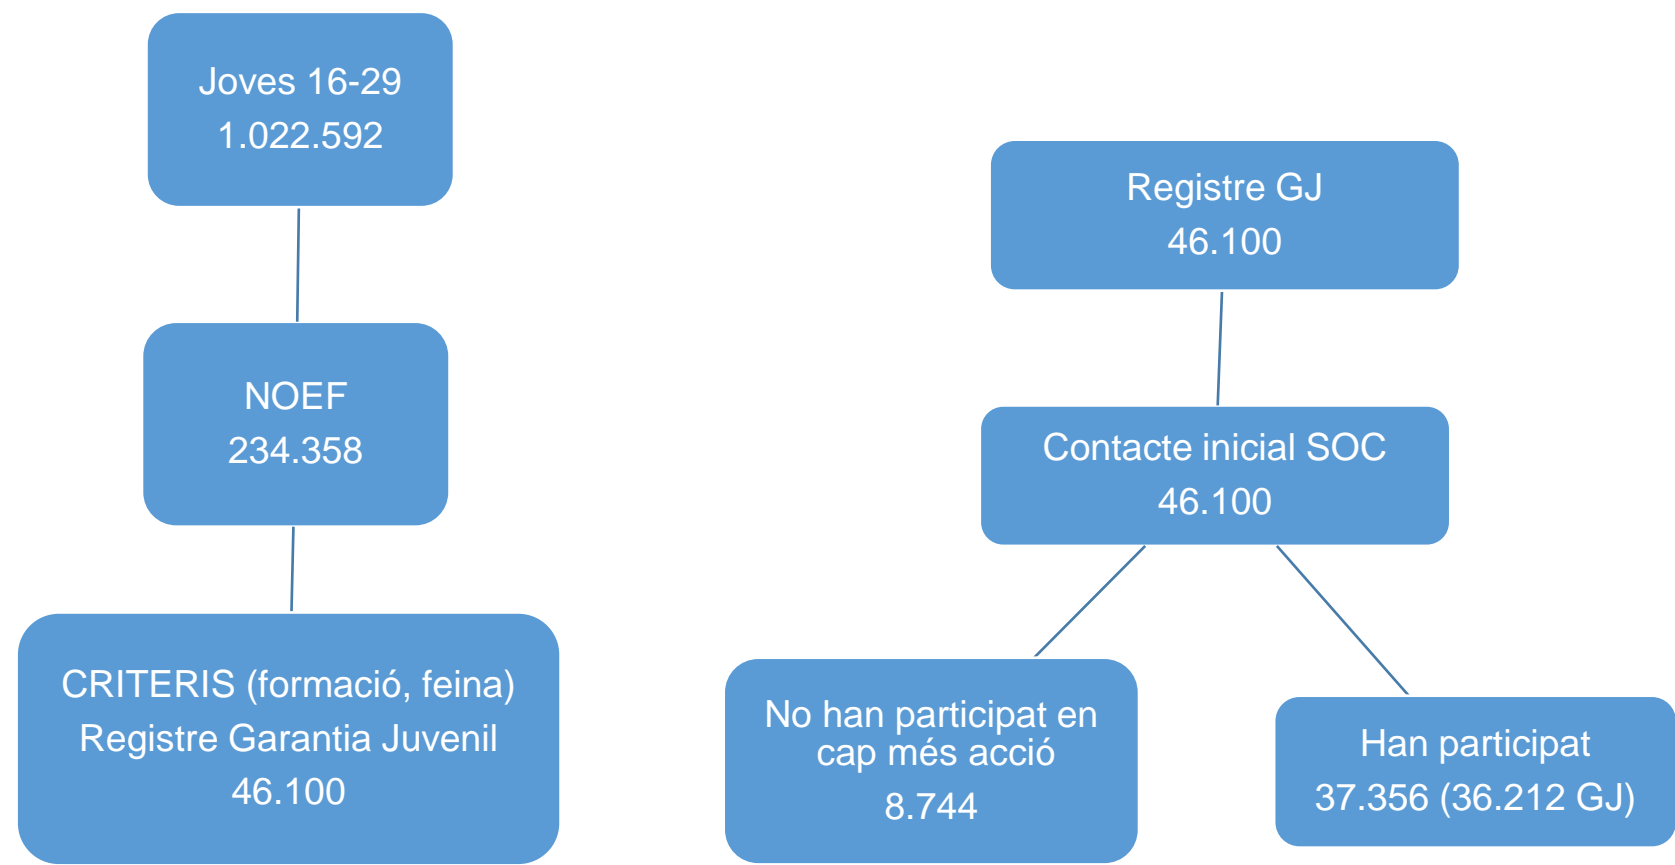 Joves 16-29
1.022.592
NOEF
234.358
CRITERIS (formació, feina)
Registre Garantia Juvenil
46.100
Registre GJ
46.100
Contacte inicial SOC
46.100
No han participat en
cap més acció
8.744
Han participat
37.356 (36.212 GJ)